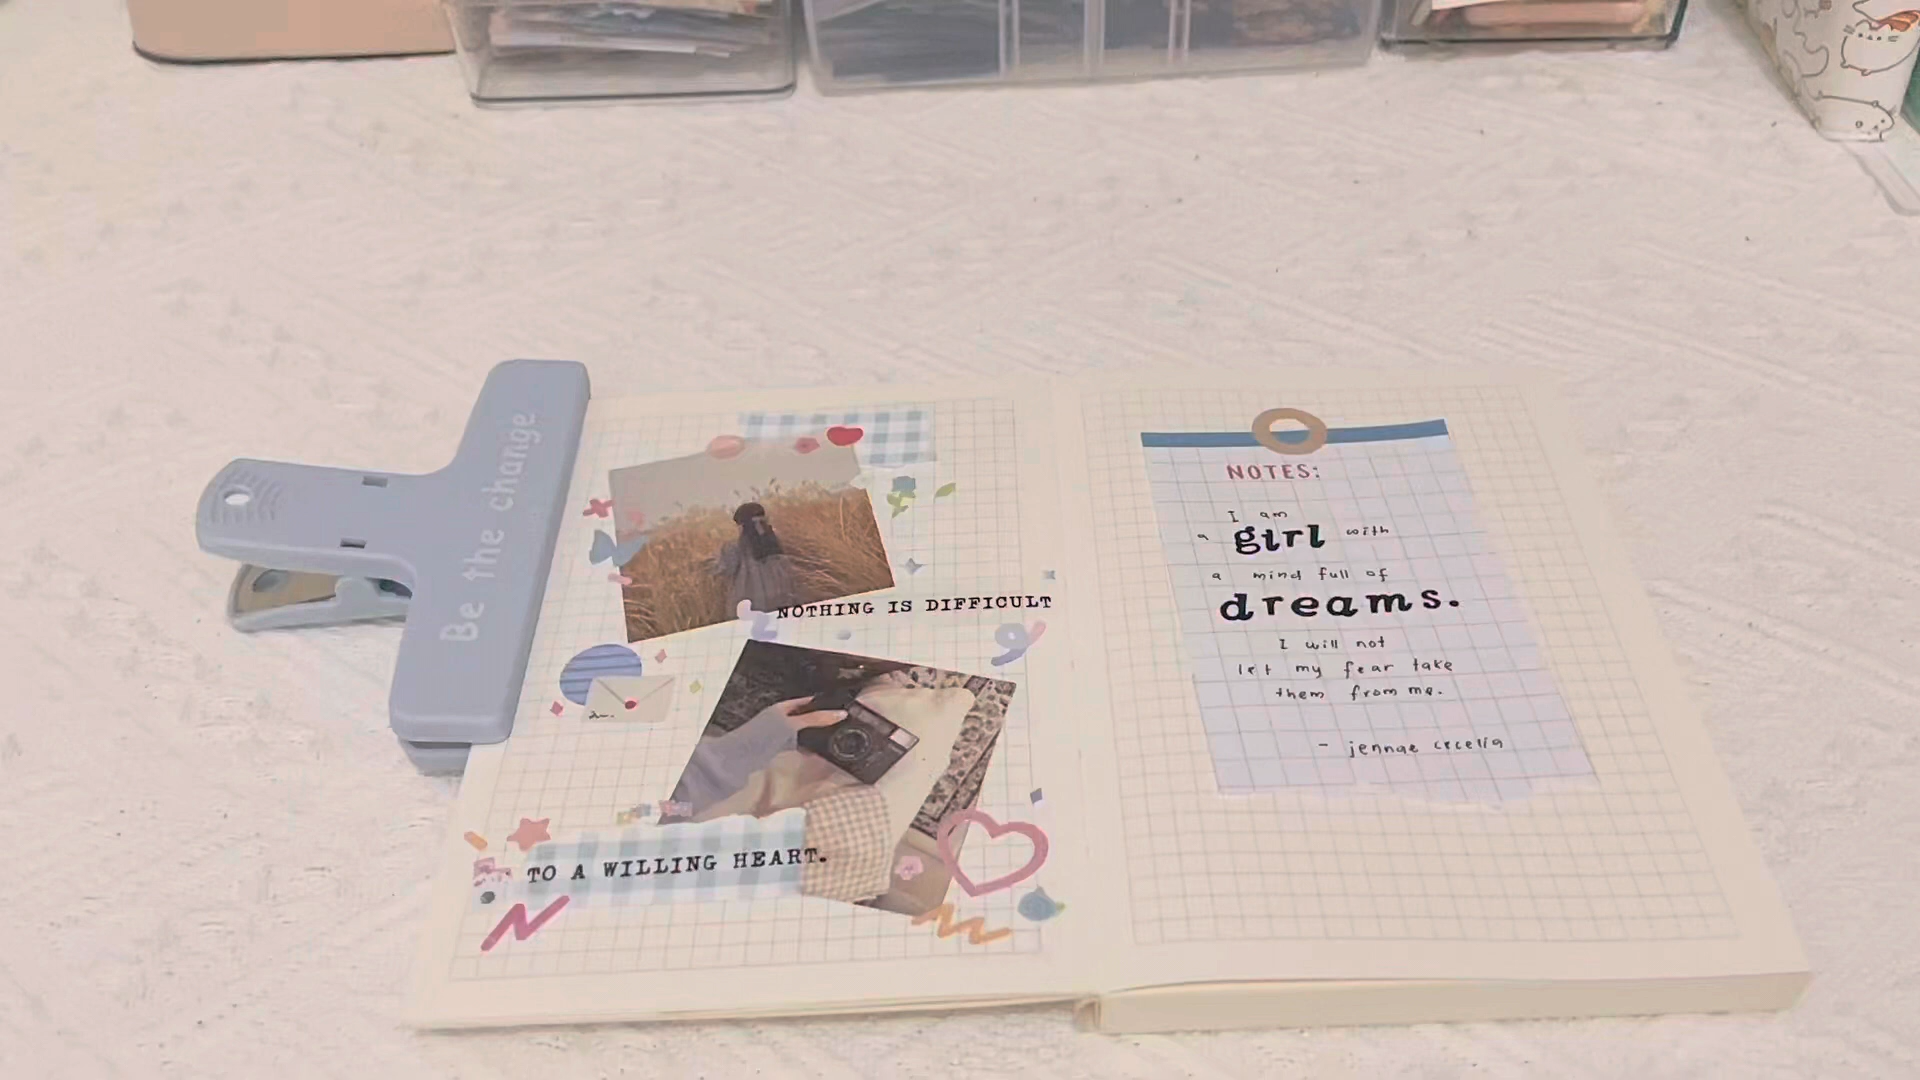 Be the change
NOTHING IS DIFFICULT
TO A WILLING HEART.
NOTES:
I am
a girl with
a mind full of
dreams.
I will not
let my fear take
them from me.
- jennae cecelia